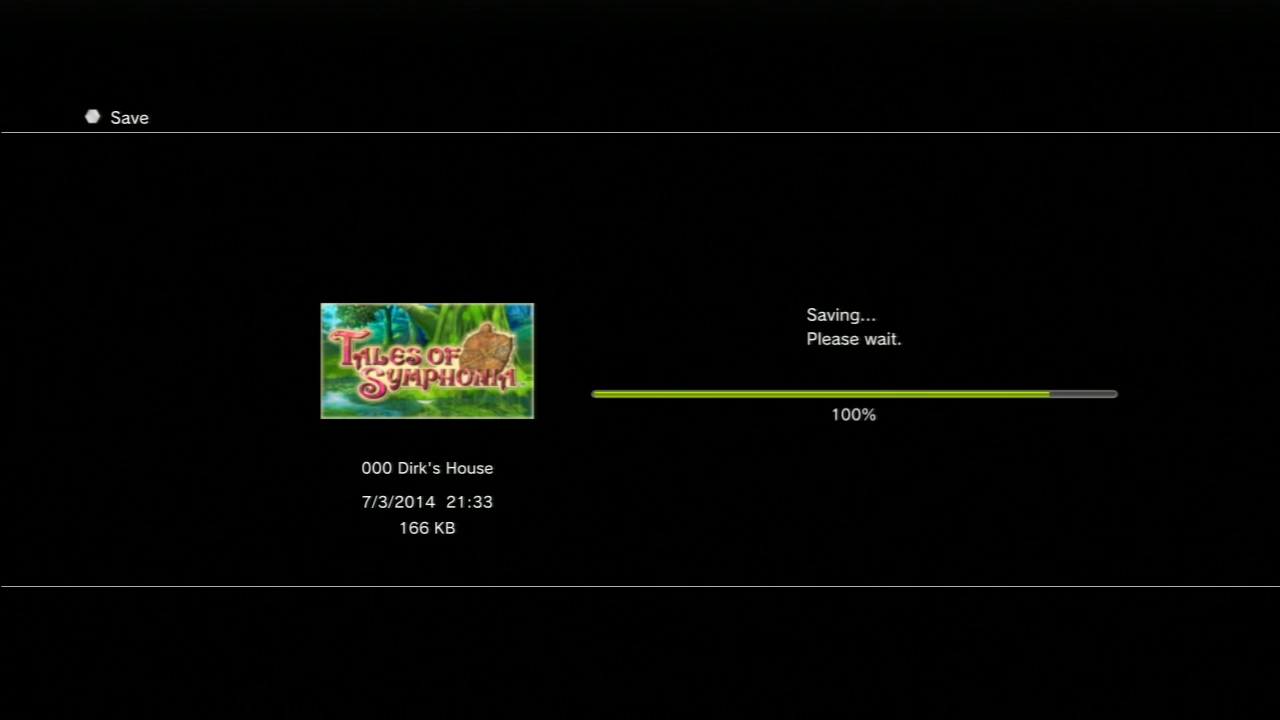 Save
Saving...
Please wait.
TALES OF
SYMPHONIA
100%
000 Dirk's House
7/3/2014 21:33
166 KB